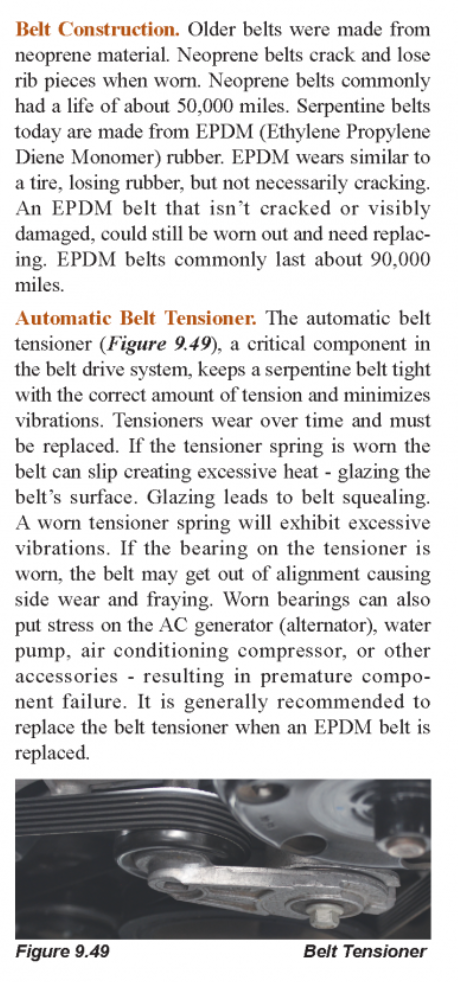 Belt Construction. Older belts were made from
neoprene material. Neoprene belts crack and lose
rib pieces when worn. Neoprene belts commonly
had a life of about 50,000 miles. Serpentine belts
today are made from EPDM (Ethylene Propylene
Diene Monomer) rubber. EPDM wears similar to
a tire, losing rubber, but not necessarily cracking.
An EPDM belt that isn’t cracked or visibly
damaged, could still be worn out and need replac-
ing. EPDM belts commonly last about 90,000
miles.
Automatic Belt Tensioner. The automatic belt
tensioner (Figure 9.49), a critical component in
the belt drive system, keeps a serpentine belt tight
with the correct amount of tension and minimizes
vibrations. Tensioners wear over time and must
be replaced. If the tensioner spring is worn the
belt can slip creating excessive heat - glazing the
belt’s surface. Glazing leads to belt squealing.
A worn tensioner spring will exhibit excessive
vibrations. If the bearing on the tensioner is
worn, the belt may get out of alignment causing
side wear and fraying. Worn bearings can also
put stress on the AC generator (alternator), water
pump, air conditioning compressor, or other
accessories - resulting in premature compo-
nent failure. It is generally recommended to
replace the belt tensioner when an EPDM belt is
replaced.
Figure 9.49 Belt Tensioner